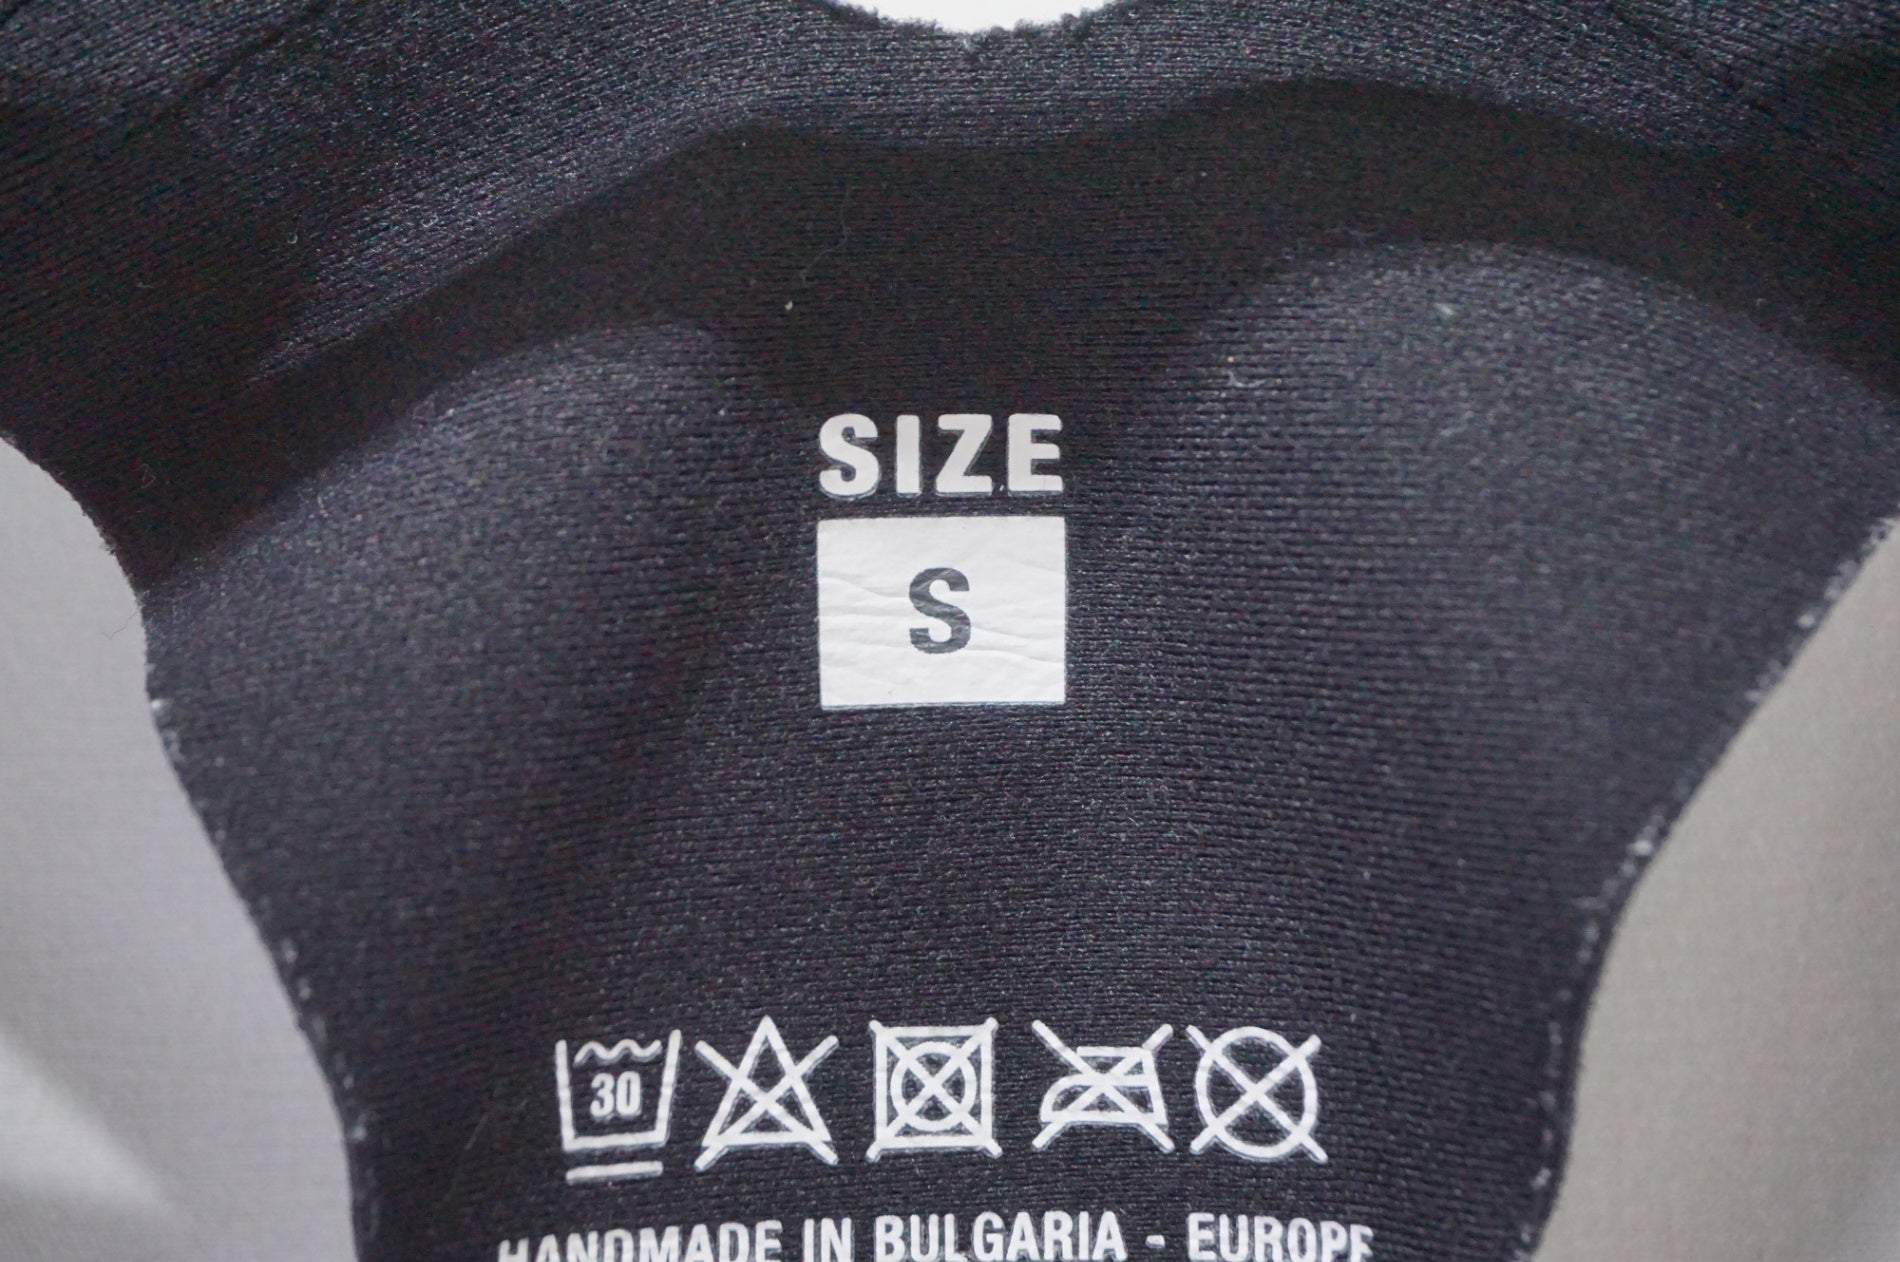 SIZE
S
30
HANDMADE IN BULGARIA - EUROPE